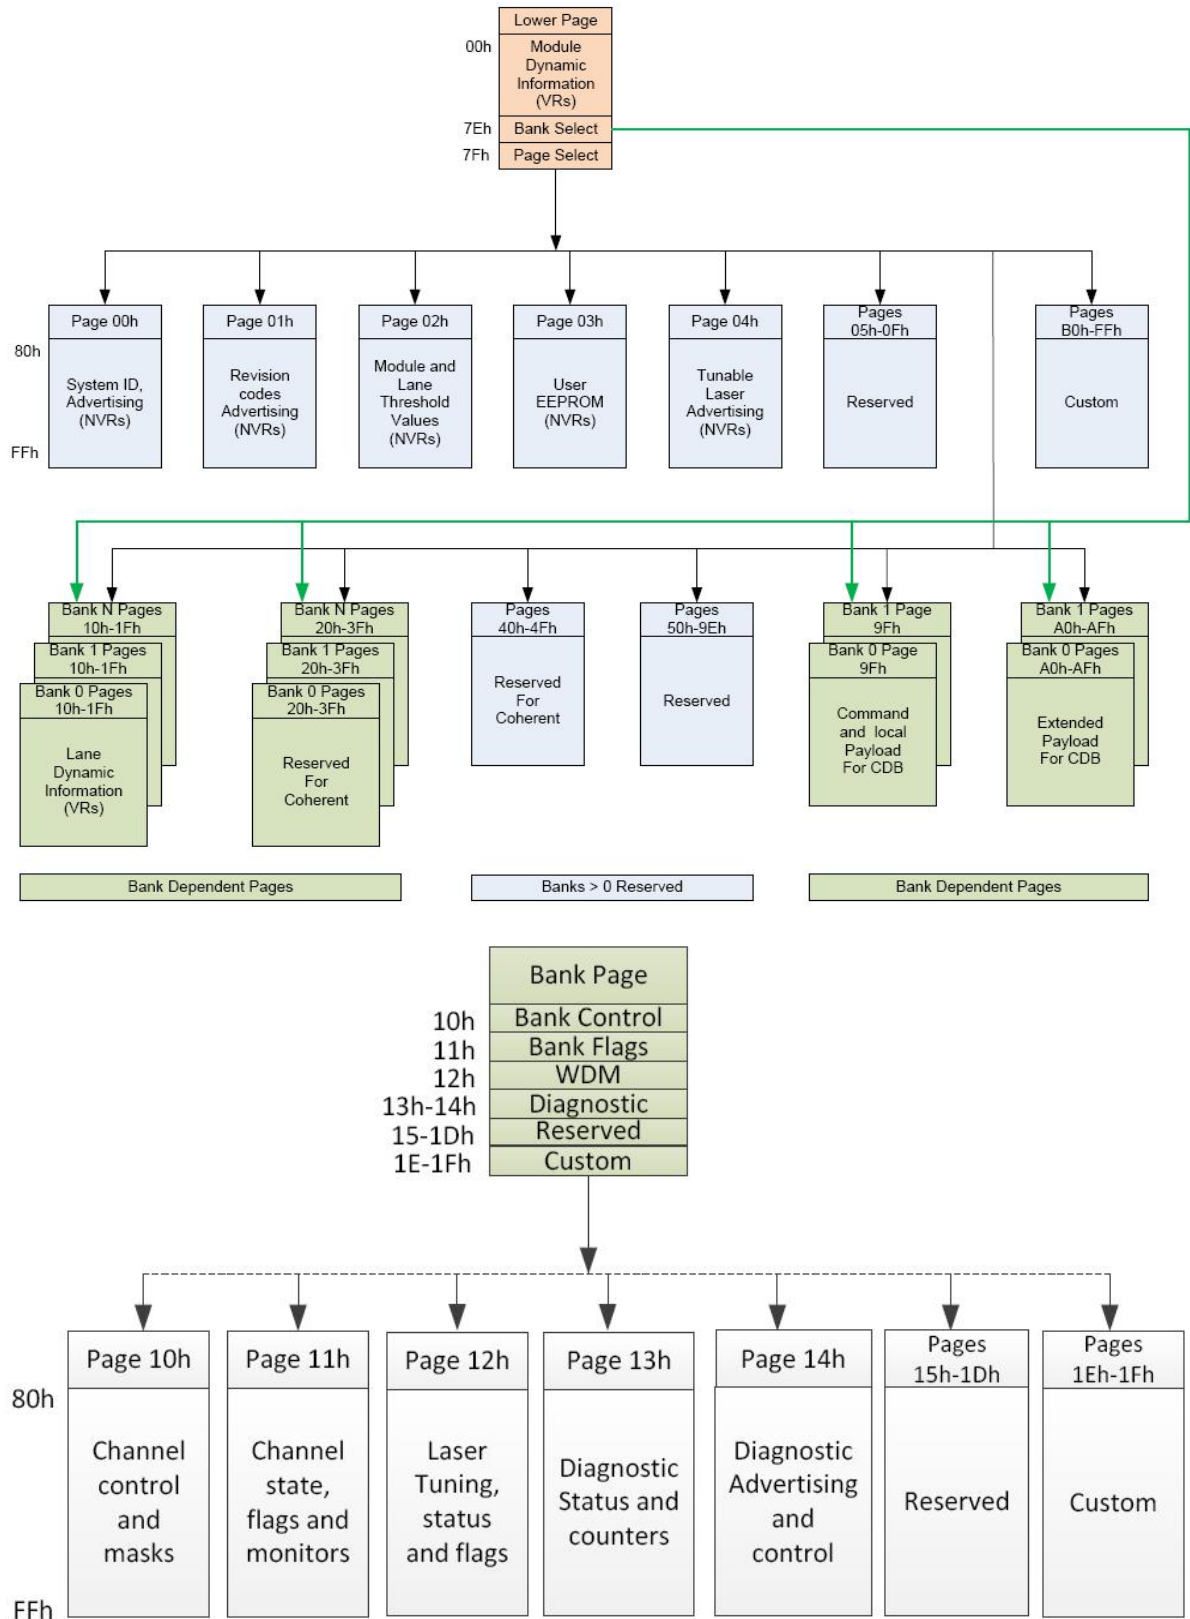 Lower Page
00h
Module
Dynamic
Information
(VRs)
7Eh
Bank Select
7Fh
Page Select
Page 00h
Page 01h
Page 02h
Page 03h
Page 04h
Pages
05h-0Fh
Pages
B0h-FFh
80h
System ID,
Advertising
(NVRs)
Revision
codes
Advertising
(NVRs)
Module and
Lane
Threshold
Values
(NVRs)
User
EEPROM
(NVRs)
Tunable
Laser
Advertising
(NVRs)
Reserved
Custom
FFh
Bank N Pages
10h-1Fh
Bank 1 Pages
10h-1Fh
Bank 0 Pages
10h-1Fh
Lane
Dynamic
Information
(VRs)
Bank N Pages
20h-3Fh
Bank 1 Pages
20h-3Fh
Bank 0 Pages
20h-3Fh
Reserved
For
Coherent
Pages
40h-4Fh
Reserved
For
Coherent
Pages
50h-9Eh
Reserved
Bank 1 Page
9Fh
Bank 0 Page
9Fh
Command
and local
Payload
For CDB
Bank 1 Pages
A0h-AFh
Bank 0 Pages
A0h-AFh
Extended
Payload
For CDB
Bank Dependent Pages
Banks > 0 Reserved
Bank Dependent Pages
Bank Page
10h
Bank Control
11h
Bank Flags
12h
WDM
13h-14h
Diagnostic
15-1Dh
Reserved
1E-1Fh
Custom
Page 10h
Page 11h
Page 12h
Page 13h
Page 14h
Pages
15h-1Dh
Pages
1Eh-1Fh
80h
Channel
control
and
masks
Channel
state,
flags and
monitors
Laser
Tuning,
status
and flags
Diagnostic
Status and
counters
Diagnostic
Advertising
and
control
Reserved
Custom
FFh